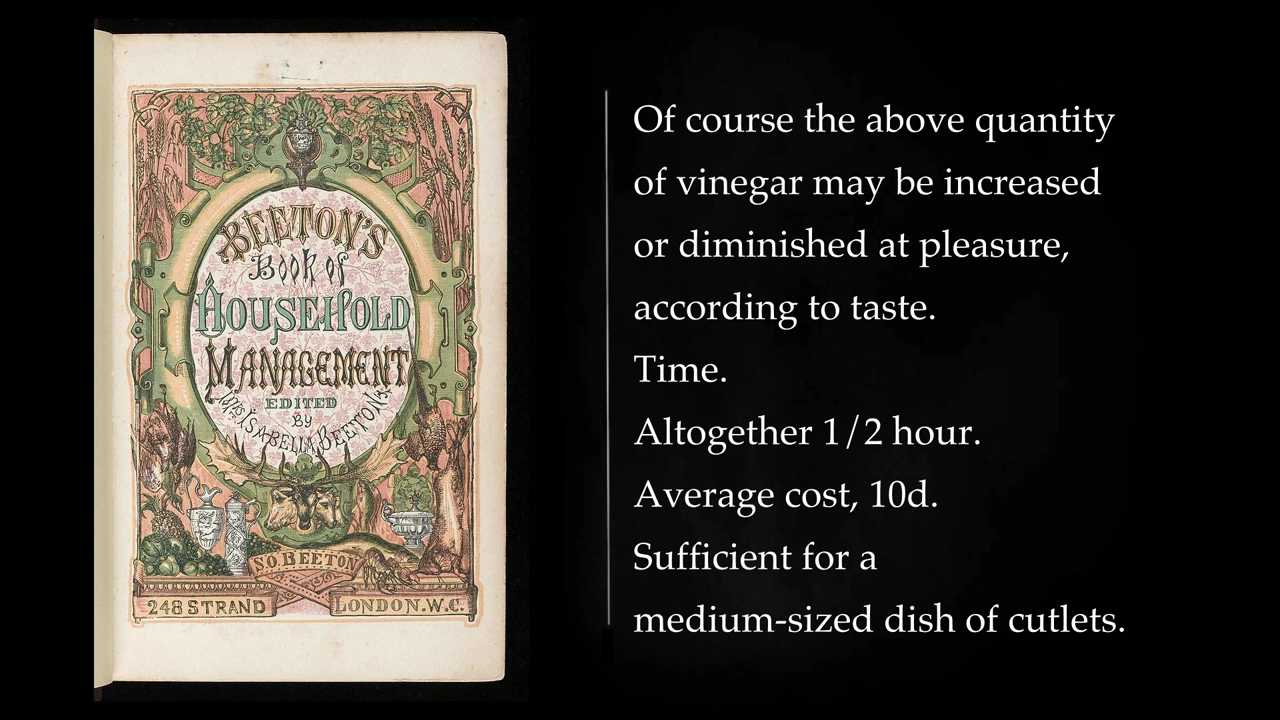 BEETON'S
Book of
HOUSEHOLD
MANAGEMENT
EDITED
BY
MRS ISABELLA BEETON
S.O. BEETON
248 STRAND
LONDON.W.C.
Of course the above quantity
of vinegar may be increased
or diminished at pleasure,
according to taste.
Time.
Altogether 1/2 hour.
Average cost, 10d.
Sufficient for a
medium-sized dish of cutlets.